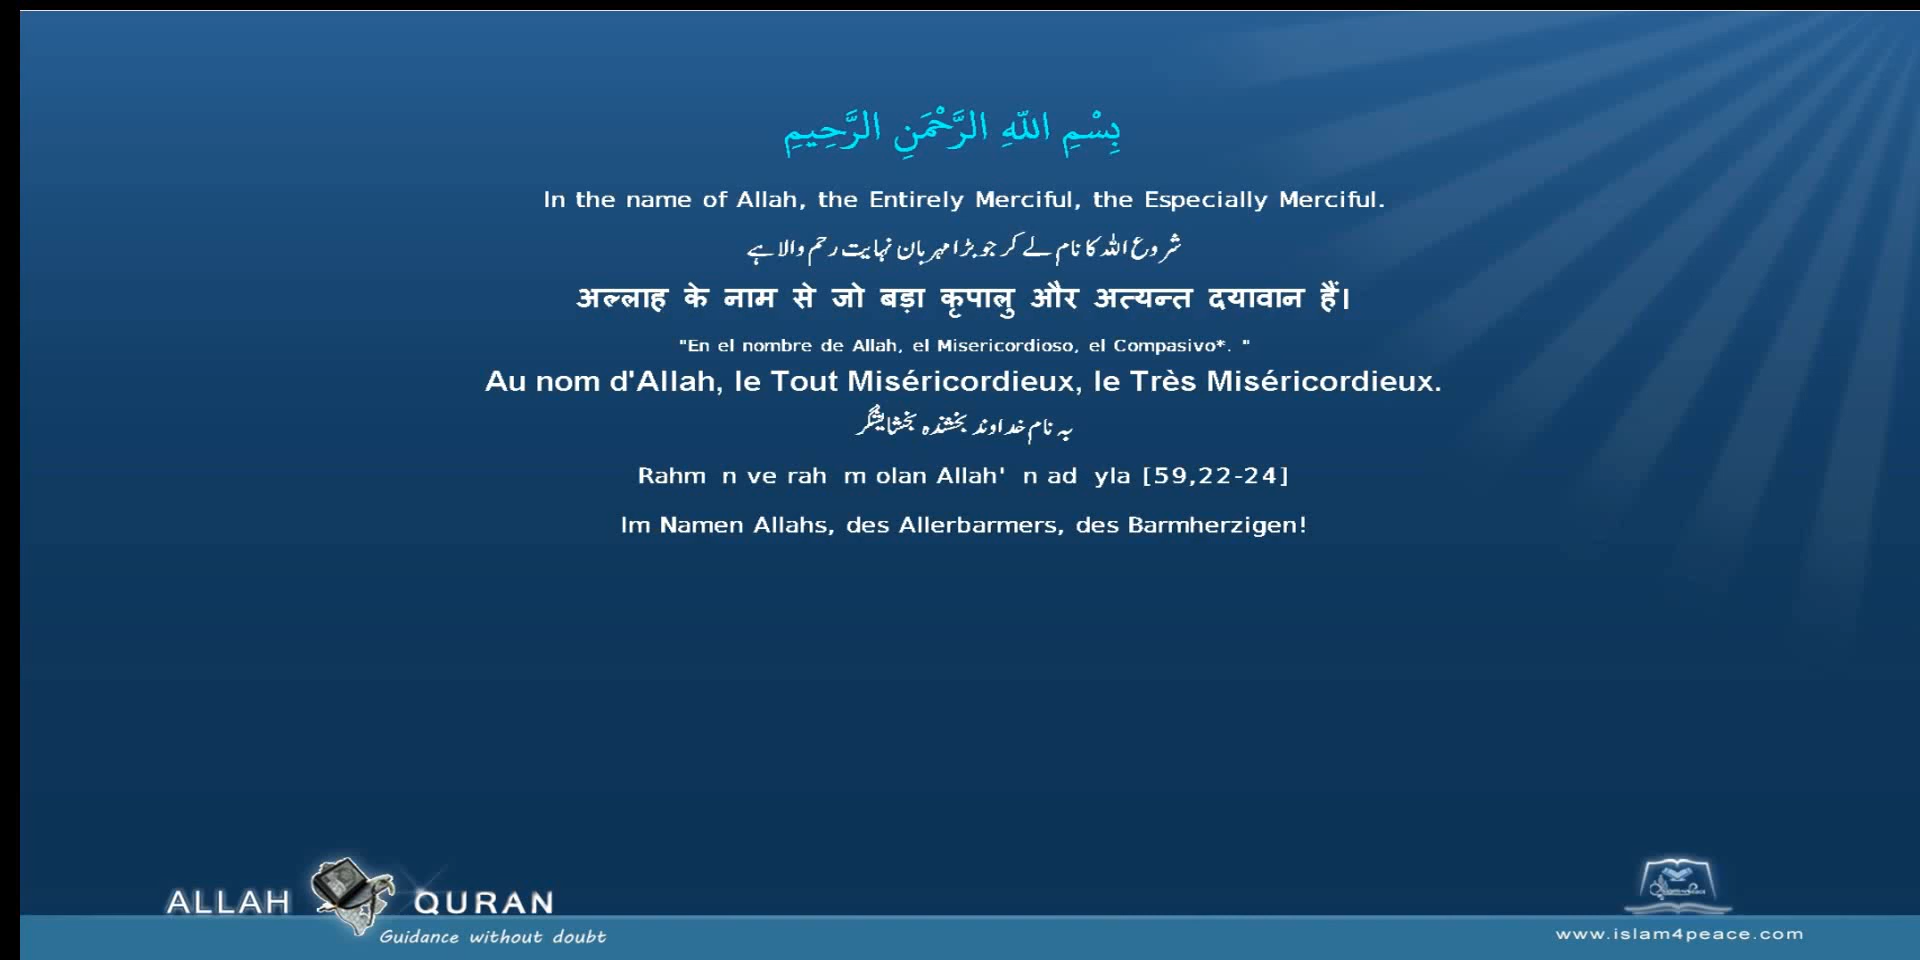 بِسْمِ اللَّهِ الرَّحْمَنِ الرَّحِيمِ
In the name of Allah, the Entirely Merciful, the Especially Merciful.
شروع الله کا نام لے کر جو بڑا مہربان نہایت رحم والا ہے
अल्लाह के नाम से जो बड़ा कृपालु और अत्यन्त दयावान हैं।
"En el nombre de Allah, el Misericordioso, el Compasivo*. "
Au nom d'Allah, le Tout Miséricordieux, le Très Miséricordieux.
به نام خداوند بخشنده بخشایشگر
Rahm n ve rah m olan Allah' n ad yla [59,22-24]
Im Namen Allahs, des Allerbarmers, des Barmherzigen!
ALLAH QURAN
Guidance without doubt
www.islam4peace.com